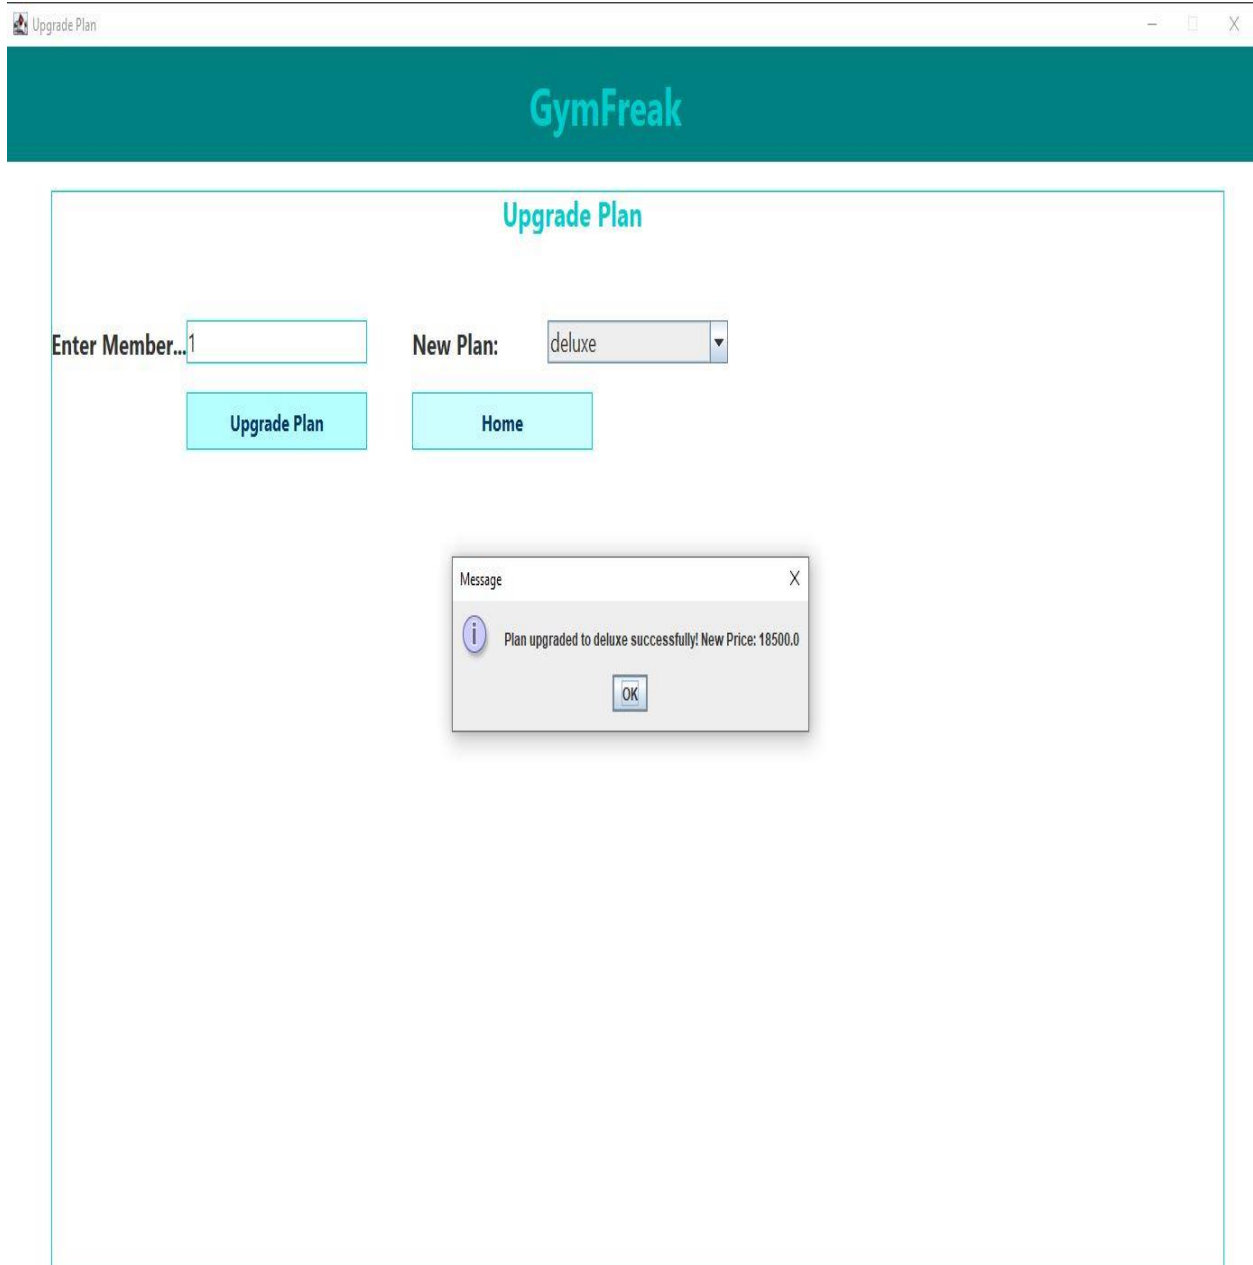 Upgrade Plan
GymFreak
Upgrade Plan
Enter Member... 1 New Plan: deluxe
Upgrade Plan Home
Message X
i
Plan upgraded to deluxe successfully! New Price: 18500.0
OK